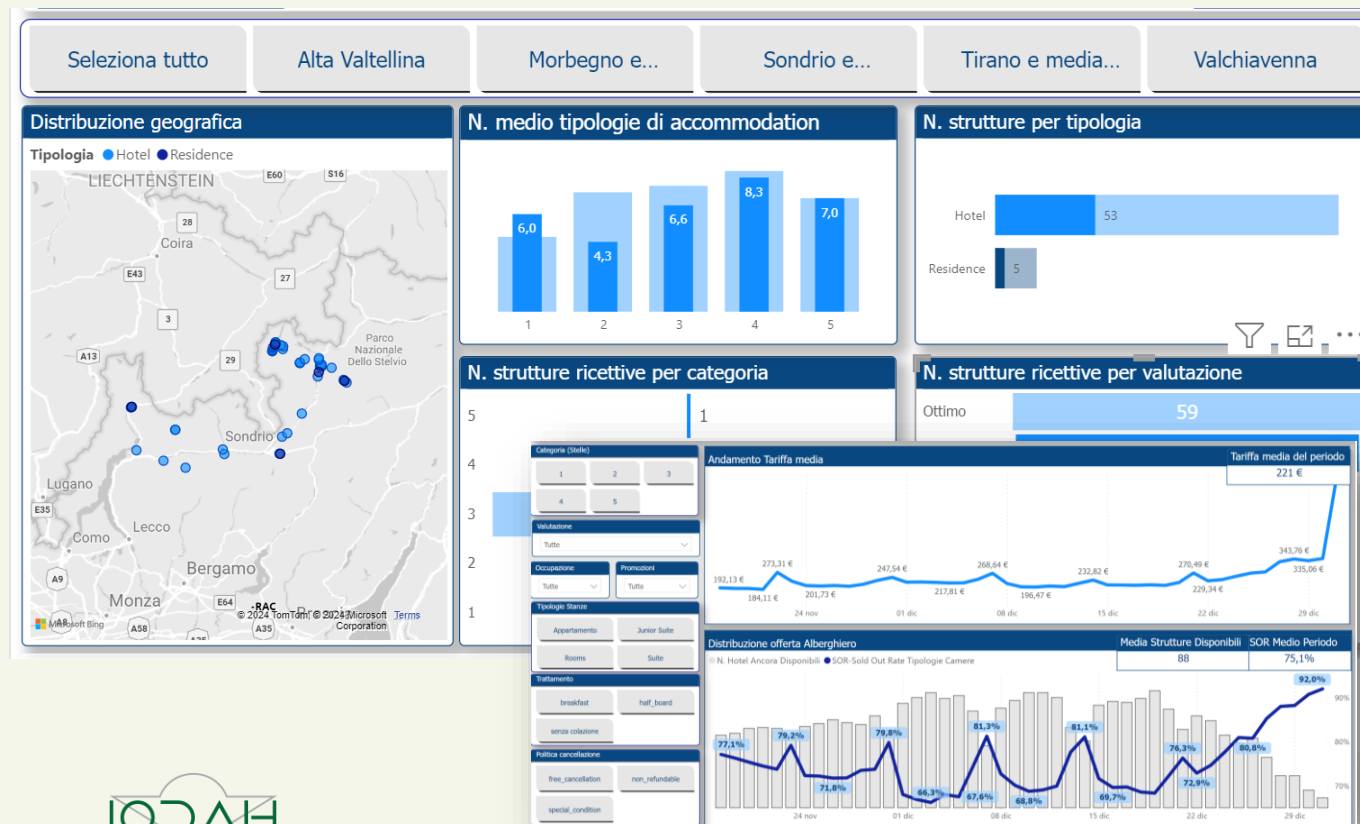 Seleziona tutto
Alta Valtellina
Morbegno e...
Sondrio e...
Tirano e media...
Valchiavenna
Distribuzione geografica
Tipologia Hotel Residence
LIECHTENSTEIN
E60
S16
28
Coira
E43
27
3
Parco
Nazionale
Dello Stelvio
A13
29
Sondrio
Lugano
E35
Lecco
Como
Bergamo
A9
Monza
E64
-RAC
© 2024 TomTom, © 2024 Microsoft Corporation Terms
Microsoft Bing
A58
A35
N. medio tipologie di accommodation
6,0
4,3
6,6
8,3
7,0
1 2 3 4 5
N. strutture per tipologia
Hotel 53
Residence 5
N. strutture ricettive per categoria
5 1
4
3
2
1
N. strutture ricettive per valutazione
Ottimo 59
Categoria (Stelle)
1 2 3
4 5
Valutazione
Tutte
Occupazione Promozioni
Tutte Tutte
Tipologie Stanze
Appartamento Junior Suite
Rooms Suite
Trattamento
breakfast half_board
senza colazione
Politica cancellazione
free_cancellation non_refundable
special_condition
Andamento Tariffa media
Tariffa media del periodo
221 €
192,13 €
184,11 €
273,31 €
201,73 €
247,54 €
217,81 €
268,64 €
196,47 €
232,82 €
270,49 €
229,34 €
343,76 €
335,06 €
24 nov 01 dic 08 dic 15 dic 22 dic 29 dic
Distribuzione offerta Alberghiero
Media Strutture Disponibili SOR Medio Periodo
88 75,1%
N. Hotel Ancora Disponibili SOR-Sold Out Rate Tipologie Camere
77,1%
79,2%
71,8%
79,8%
66,3%
67,6%
81,3%
68,8%
81,1%
69,7%
76,3%
72,9%
80,8%
92,0%
90%
80%
70%
24 nov 01 dic 08 dic 15 dic 22 dic 29 dic